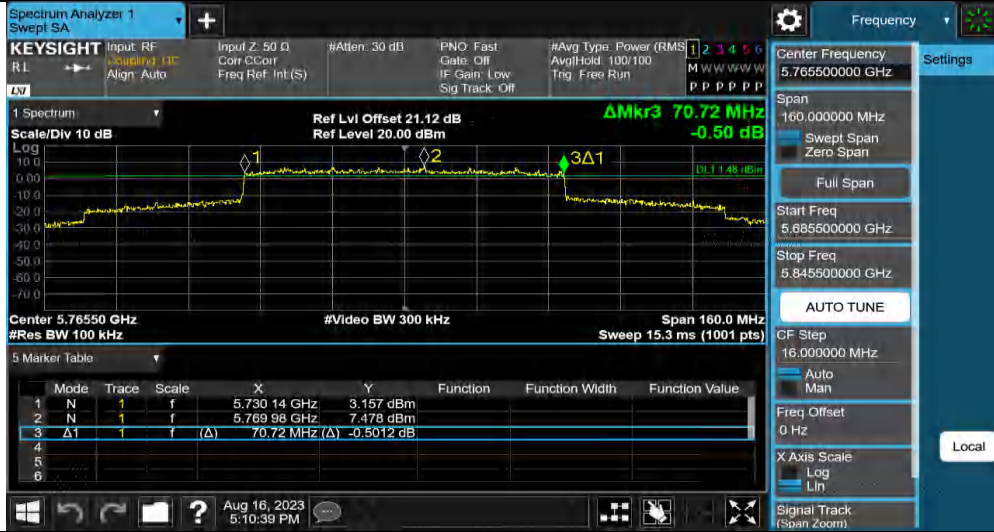 Spectrum Analyzer 1
Swept SA
+
Frequency
KEYSIGHT
RL
LXI
Input: RF
Coupling: DC
Align: Auto
Input Z: 50 Ω
Corr CCorr
Freq Ref: Int (S)
#Atten: 30 dB
PNO: Fast
Gate: Off
IF Gain: Low
Sig Track: Off
#Avg Type: Power (RMS
Avg|Hold: 100/100
Trig: Free Run
1 2 3 4 5 6
M W W W W W
P P P P P P
1 Spectrum
Scale/Div 10 dB
Log
Ref Lvl Offset 21.12 dB
Ref Level 20.00 dBm
ΔMkr3 70.72 MHz
-0.50 dB
10.0
0.00
-10.0
-20.0
-30.0
-40.0
-50.0
-60.0
-70.0
1
2
3Δ1
DL1 1.48 dBm
Center 5.76550 GHz
#Res BW 100 kHz
#Video BW 300 kHz
Span 160.0 MHz
Sweep 15.3 ms (1001 pts)
5 Marker Table
Mode Trace Scale X Y Function Function Width Function Value
1 N 1 f 5.730 14 GHz 3.157 dBm
2 N 1 f 5.769 98 GHz 7.478 dBm
3 Δ1 1 f (Δ) 70.72 MHz (Δ) -0.5012 dB
4
5
6
Center Frequency
5.765500000 GHz
Settings
Span
160.000000 MHz
Swept Span
Zero Span
Full Span
Start Freq
5.685500000 GHz
Stop Freq
5.845500000 GHz
AUTO TUNE
CF Step
16.000000 MHz
Auto
Man
Freq Offset
0 Hz
Local
X Axis Scale
Log
Lin
Signal Track
(Span Zoom)
?
Aug 16, 2023
5:10:39 PM